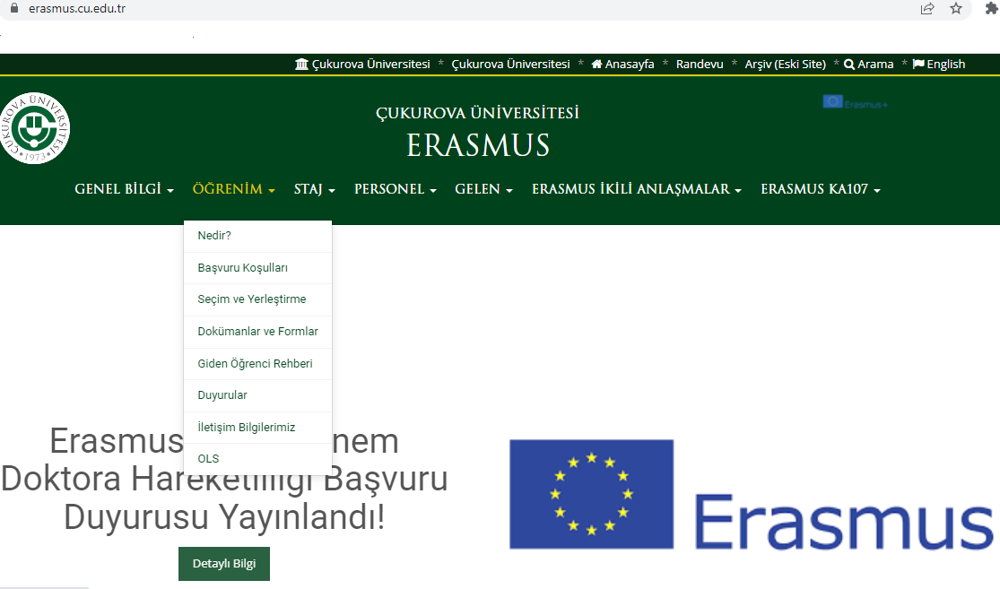 erasmus.cu.edu.tr
Çukurova Üniversitesi * Çukurova Üniversitesi * Anasayfa * Randevu * Arşiv (Eski Site) * Arama * English
ÇUKUROVA ÜNİVERSİTESİ
• 1973 •
ÇUKUROVA ÜNİVERSİTESİ
ERASMUS
Erasmus+
GENEL BİLGİ ÖĞRENİM STAJ PERSONEL GELEN ERASMUS İKİLİ ANLAŞMALAR ERASMUS KA107
Nedir?
Başvuru Koşulları
Seçim ve Yerleştirme
Dokümanlar ve Formlar
Giden Öğrenci Rehberi
Duyurular
İletişim Bilgilerimiz
OLS
Erasmus nem
Doktora Hareketliliği Başvuru
Duyurusu Yayınlandı!
Detaylı Bilgi
Erasmus